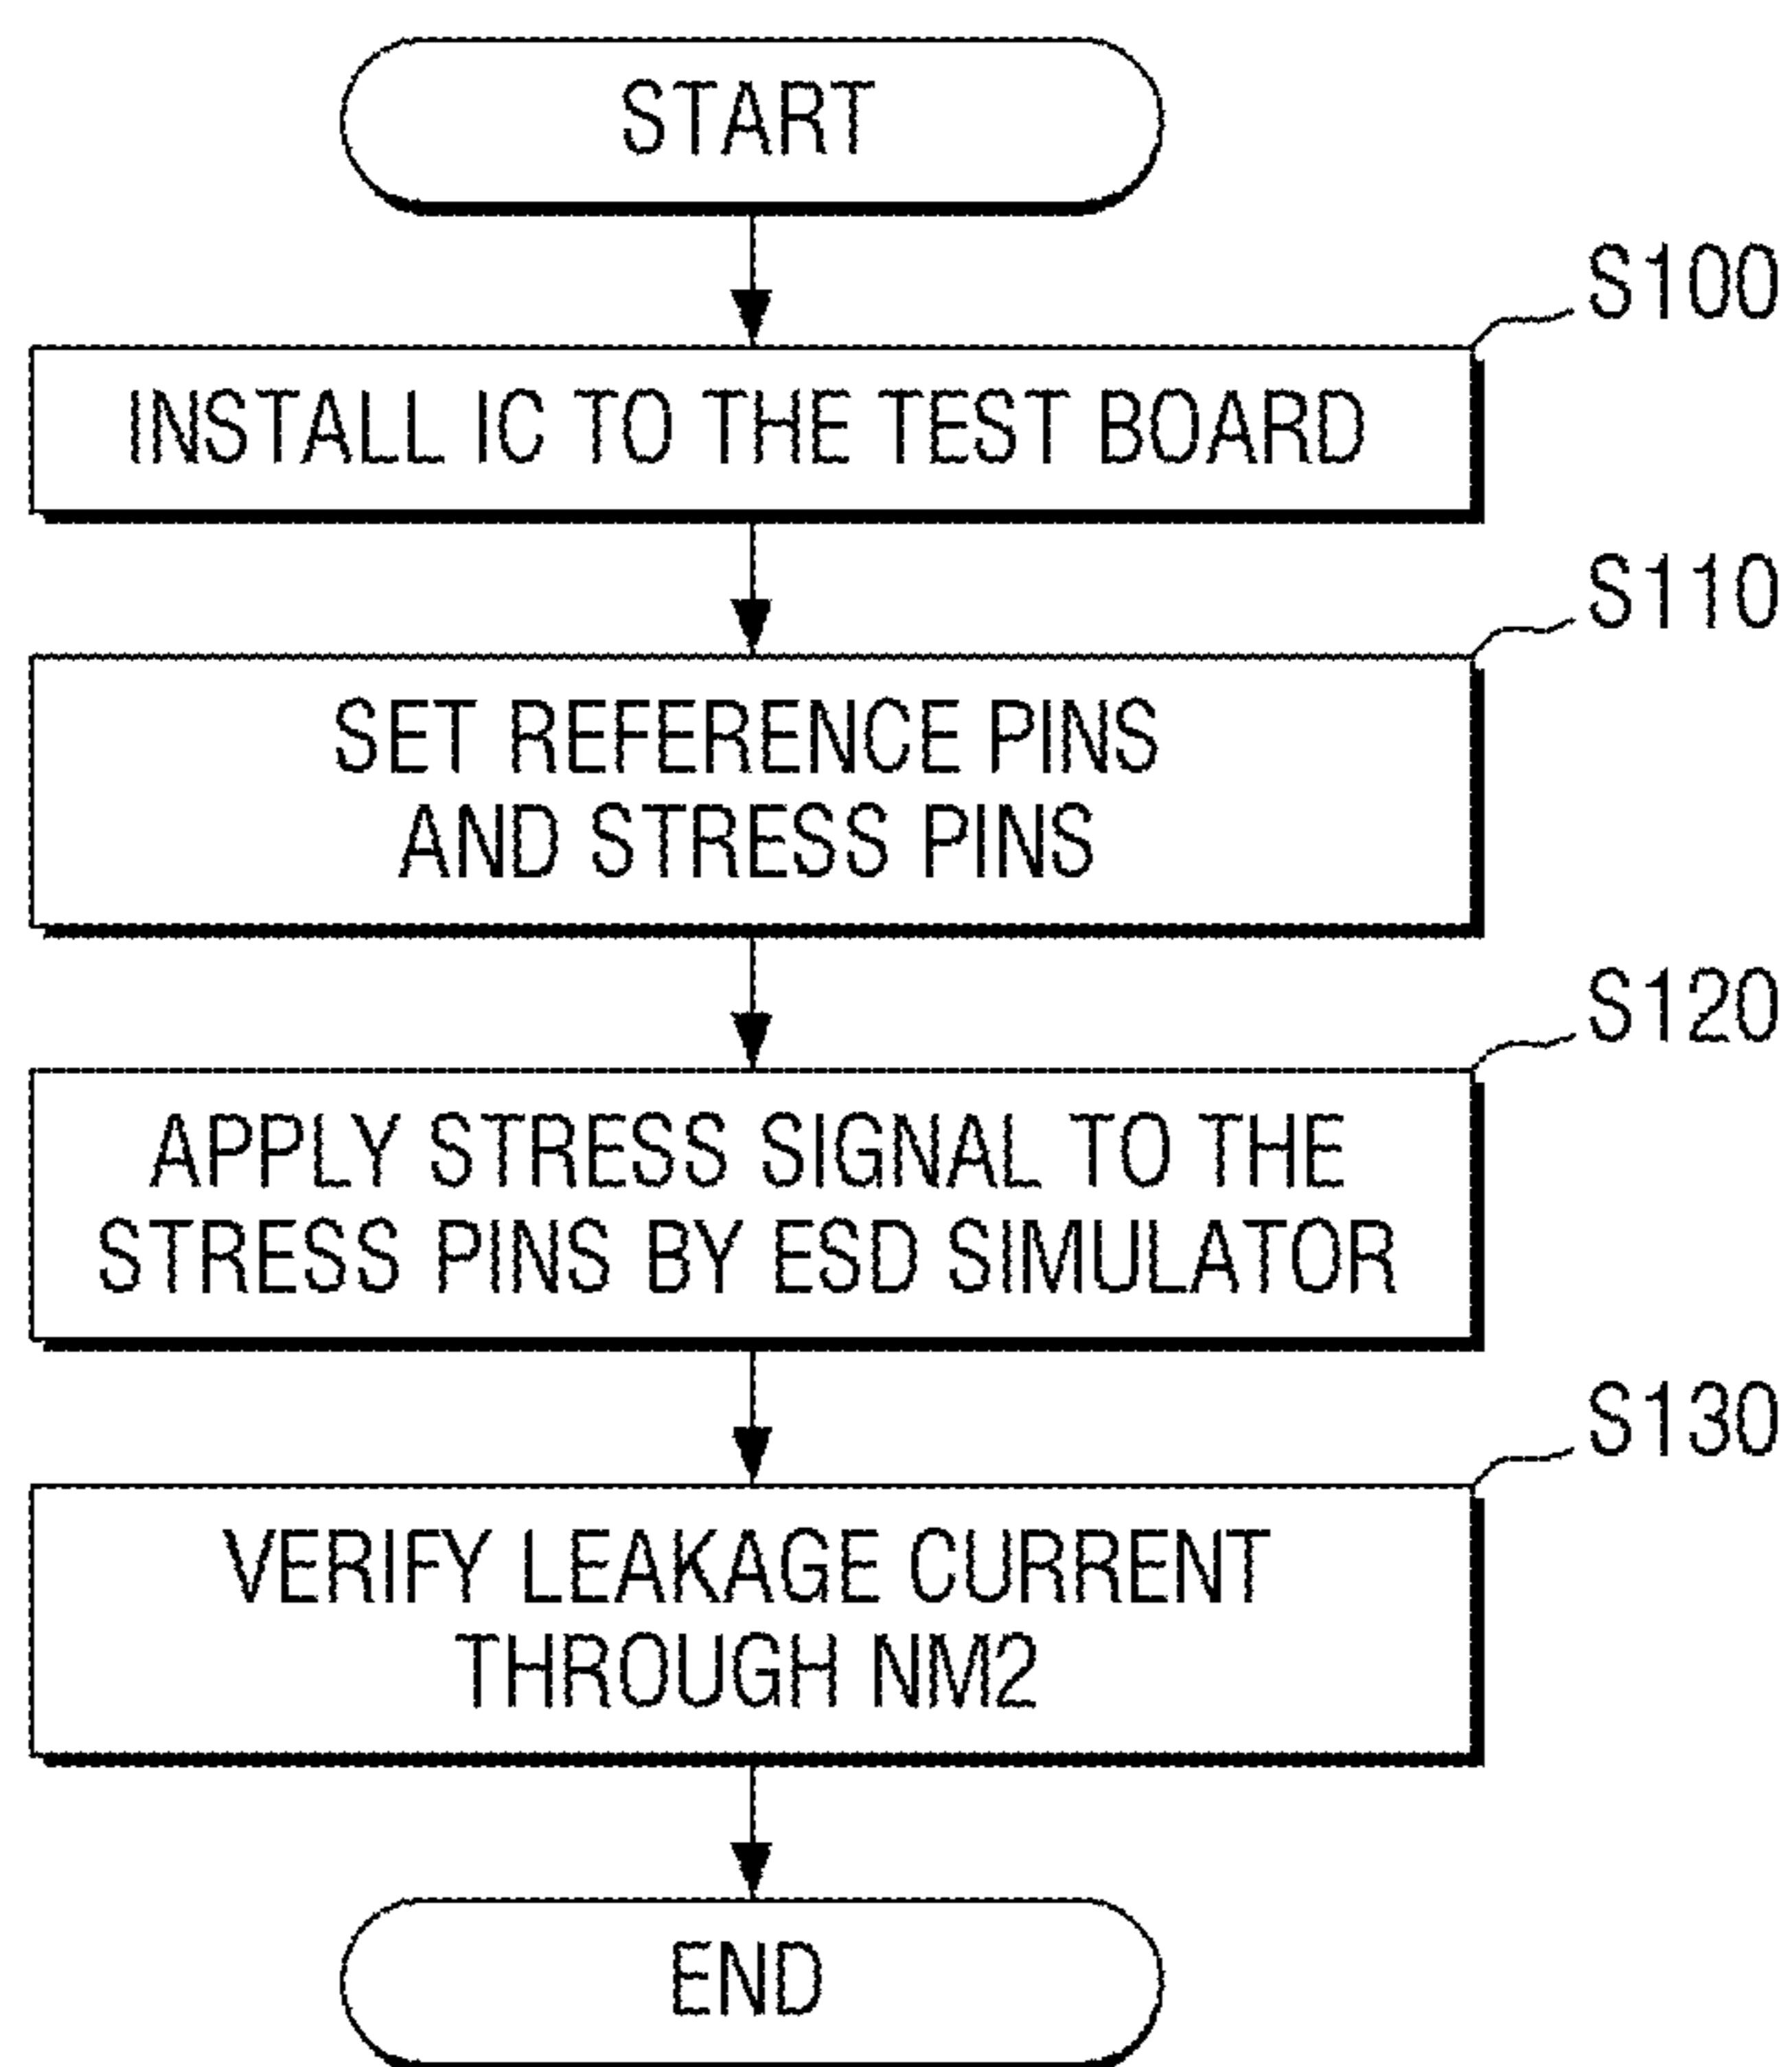 START
S100
INSTALL IC TO THE TEST BOARD
S110
SET REFERENCE PINS
AND STRESS PINS
S120
APPLY STRESS SIGNAL TO THE
STRESS PINS BY ESD SIMULATOR
S130
VERIFY LEAKAGE CURRENT
THROUGH NM2
END